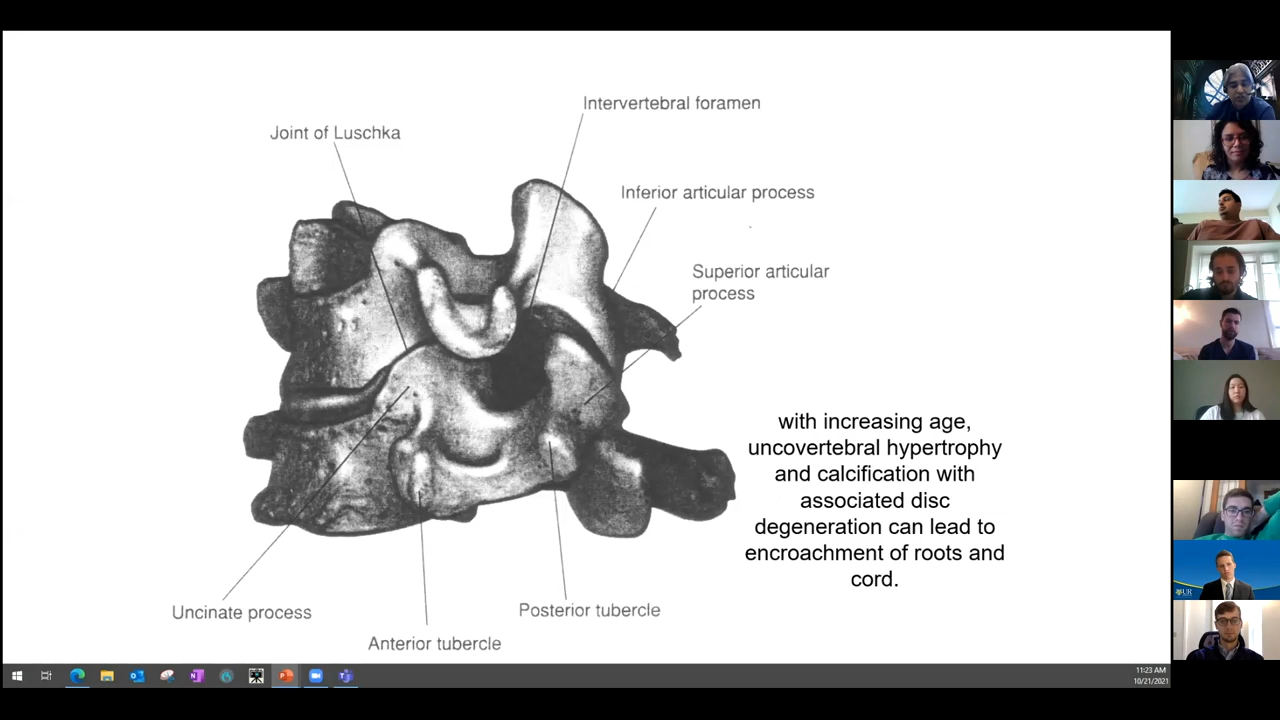 Intervertebral foramen
Joint of Luschka
Inferior articular process
Superior articular
process
with increasing age,
uncovertebral hypertrophy
and calcification with
associated disc
degeneration can lead to
encroachment of roots and
cord.
Uncinate process
Posterior tubercle
Anterior tubercle
11:23 AM
10/21/2021
UR